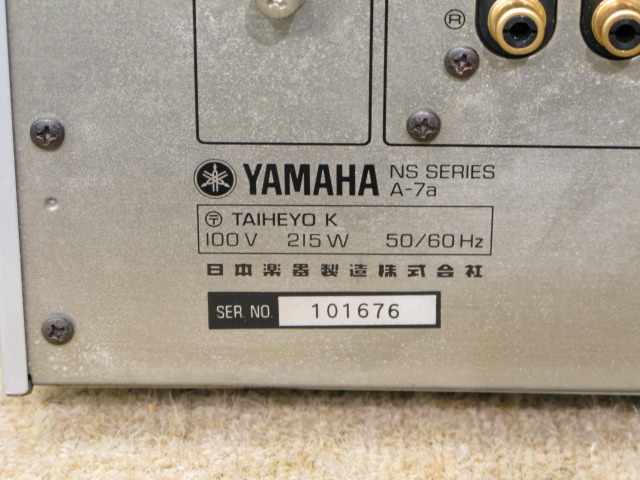 Ⓡ
YAMAHA NS SERIES
A-7a
〶 TAIHEYO K
100V 215W 50/60Hz
日本楽器製造株式会社
SER. NO. 101676